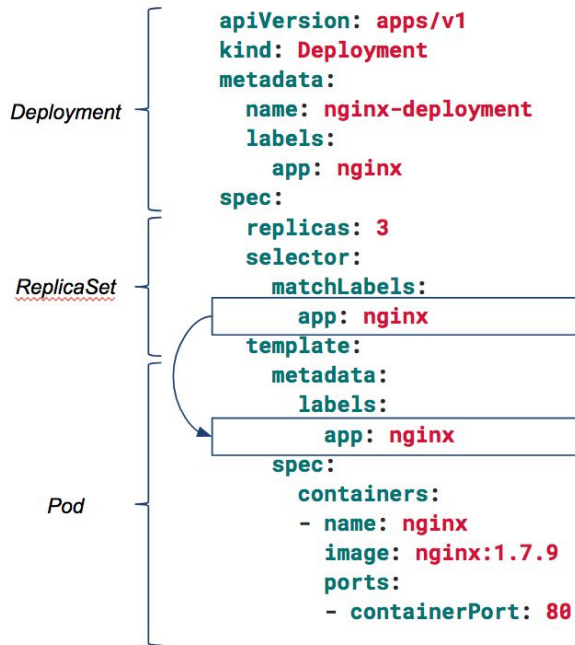 apiVersion: apps/v1
kind: Deployment
metadata:
Deployment
name: nginx-deployment
labels:
app: nginx
spec:
replicas: 3
selector:
ReplicaSet
matchLabels:
app: nginx
template:
metadata:
labels:
app: nginx
spec:
containers:
Pod
- name: nginx
image: nginx:1.7.9
ports:
- containerPort: 80